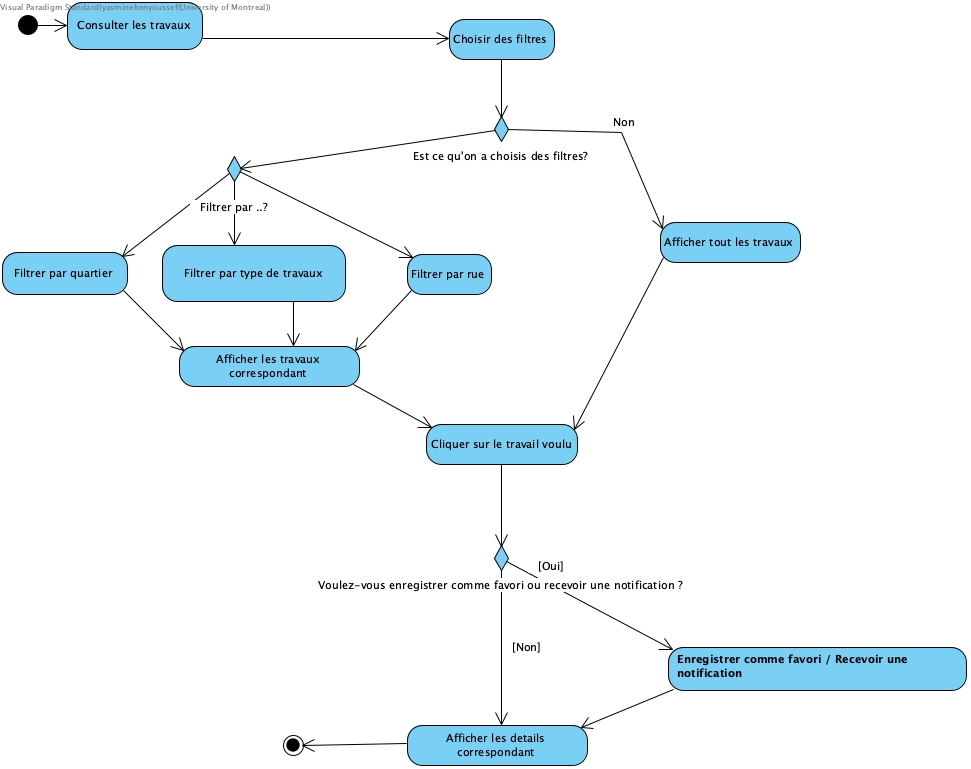 Visual Paradigm Standard(yasminebenyoussef(University of Montreal))
Consulter les travaux
Choisir des filtres
Non
Est ce qu'on a choisis des filtres?
Filtrer par ..?
Afficher tout les travaux
Filtrer par quartier
Filtrer par type de travaux
Filtrer par rue
Afficher les travaux
correspondant
Cliquer sur le travail voulu
[Oui]
Voulez-vous enregistrer comme favori ou recevoir une notification ?
[Non]
Enregistrer comme favori / Recevoir une
notification
Afficher les details
correspondant